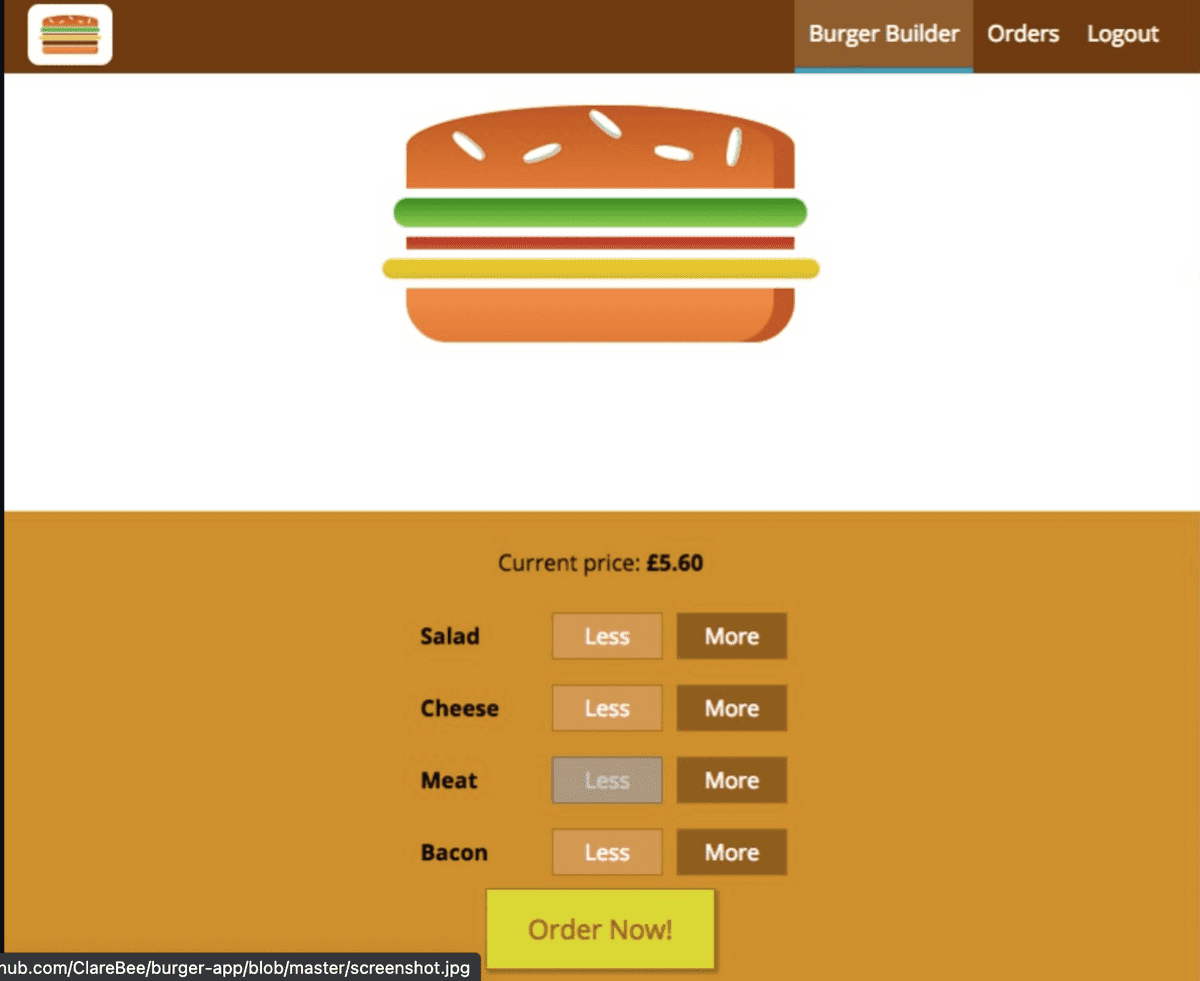 Burger Builder Orders Logout
Current price: £5.60
Salad Less More
Cheese Less More
Meat Less More
Bacon Less More
Order Now!
hub.com/ClareBee/burger-app/blob/master/screenshot.jpg